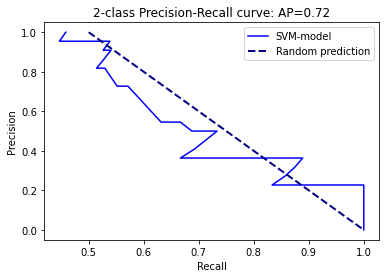 2-class Precision-Recall curve: AP=0.72
SVM-model
Random prediction
Precision
1.0
0.8
0.6
0.4
0.2
0.0
0.5 0.6 0.7 0.8 0.9 1.0
Recall